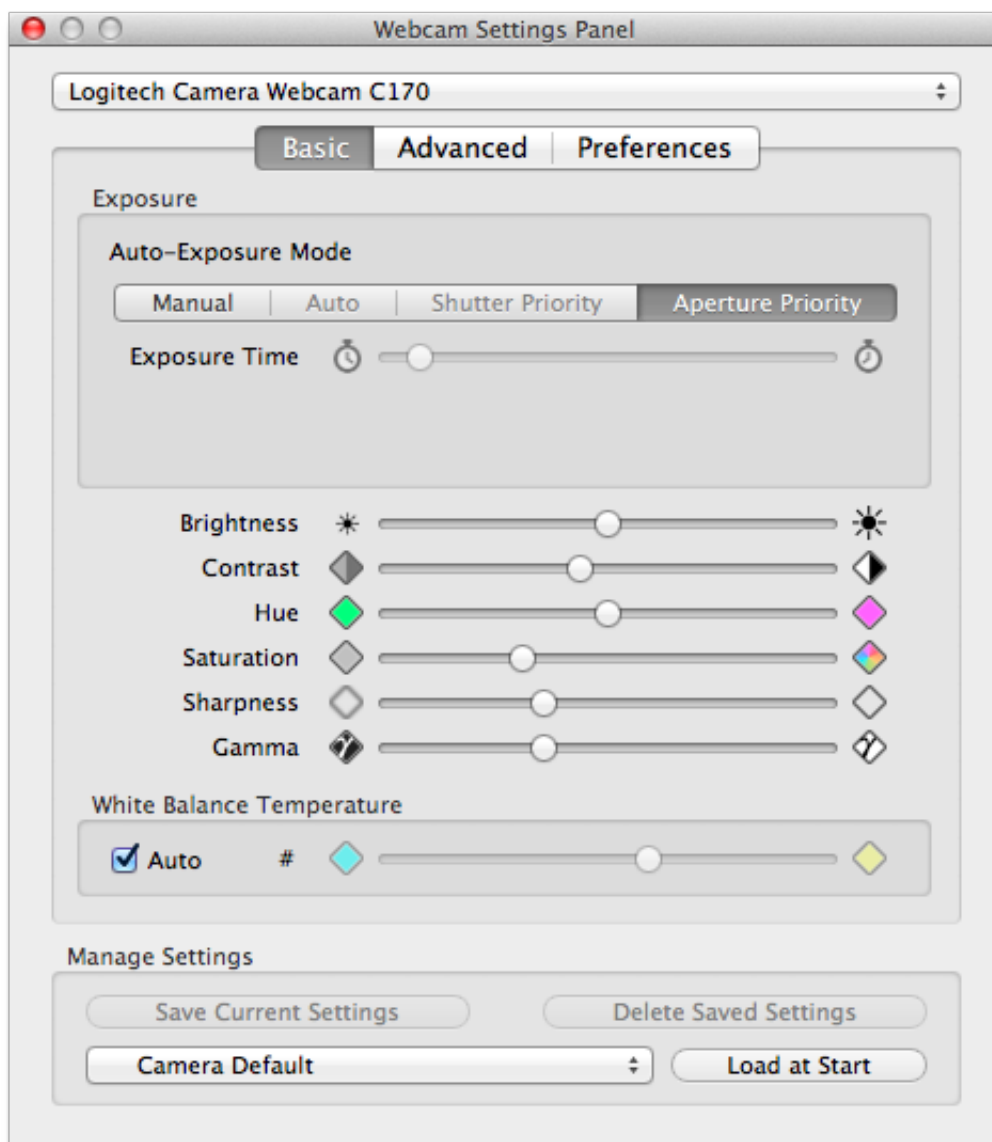 Webcam Settings Panel
Logitech Camera Webcam C170
Basic Advanced Preferences
Exposure
Auto-Exposure Mode
Manual Auto Shutter Priority Aperture Priority
Exposure Time
Brightness
Contrast
Hue
Saturation
Sharpness
Gamma
White Balance Temperature
Auto #
Manage Settings
Save Current Settings Delete Saved Settings
Camera Default Load at Start